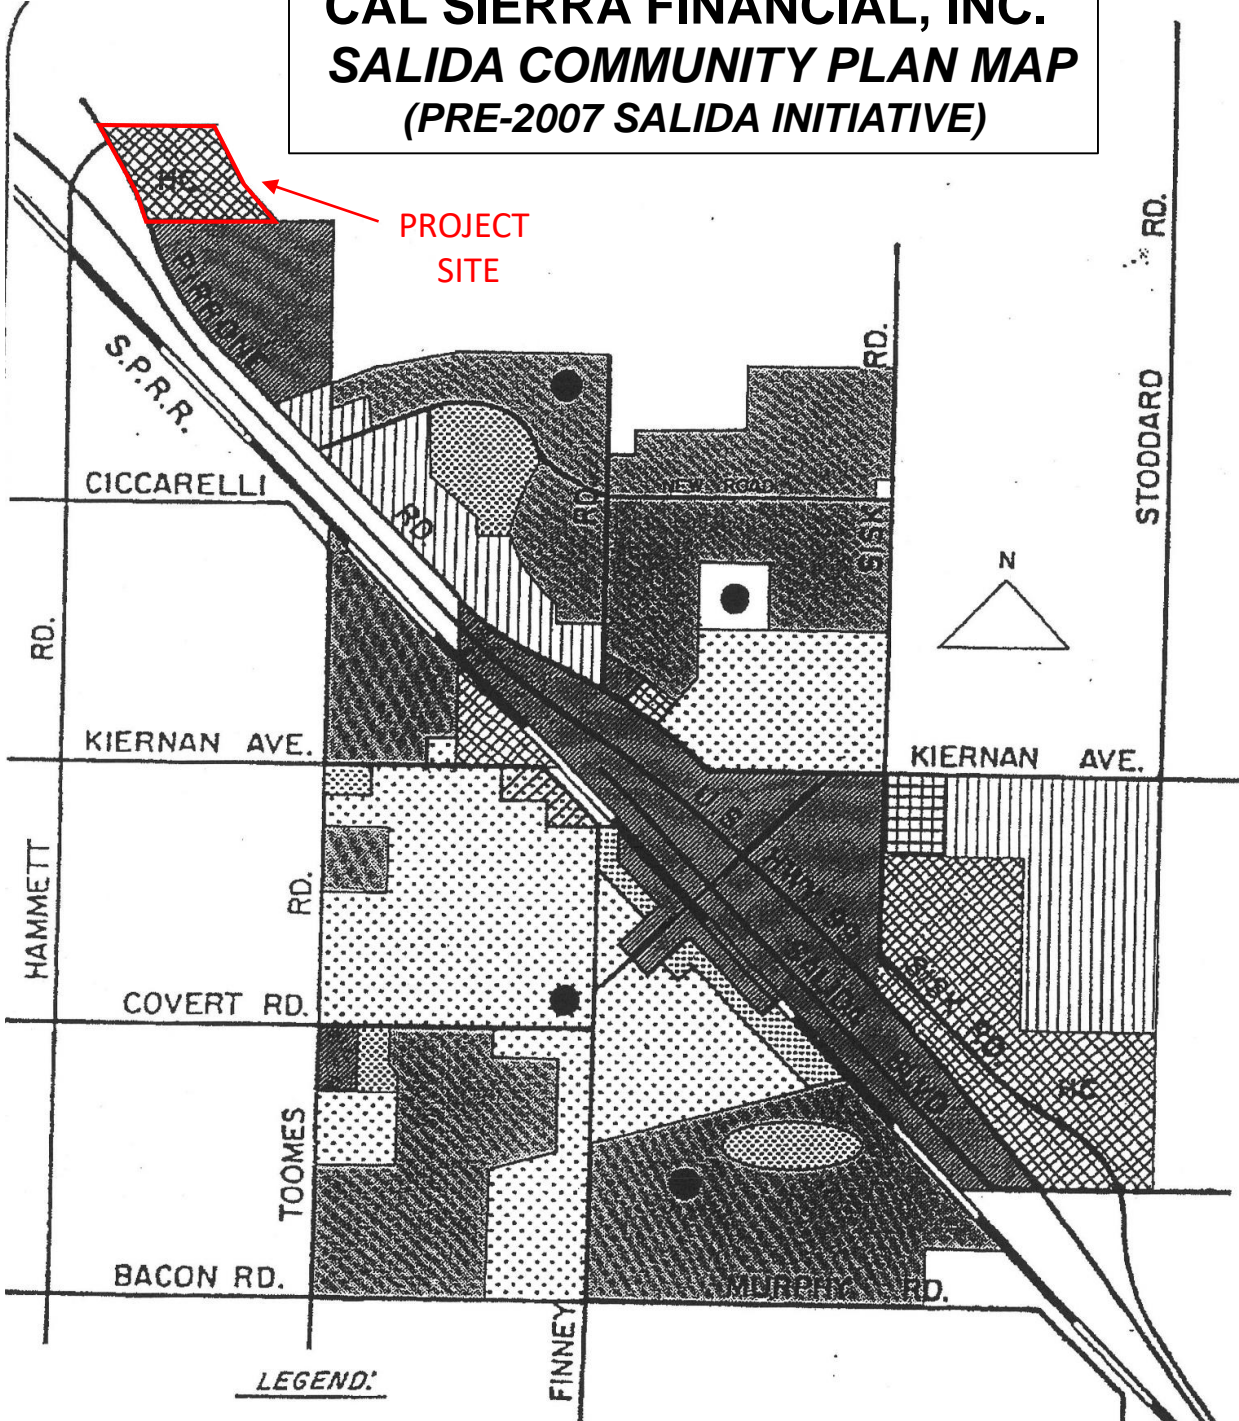 CAL SIERRA FINANCIAL, INC.
SALIDA COMMUNITY PLAN MAP
(PRE-2007 SALIDA INITIATIVE)
HC
PROJECT
SITE
RD.
PIRRONE
S.P.R.R.
RD.
STODDARD
CICCARELLI
NEW ROAD
RD.
RD
SISK
N
RD.
KIERNAN AVE.
KIERNAN AVE.
U.S.
HWY 99
HAMMETT
RD.
SALIDA
BLVD
SISK RD
COVERT RD.
HC
TOOMES
BACON RD.
MURPHY RD.
FINNEY
LEGEND: